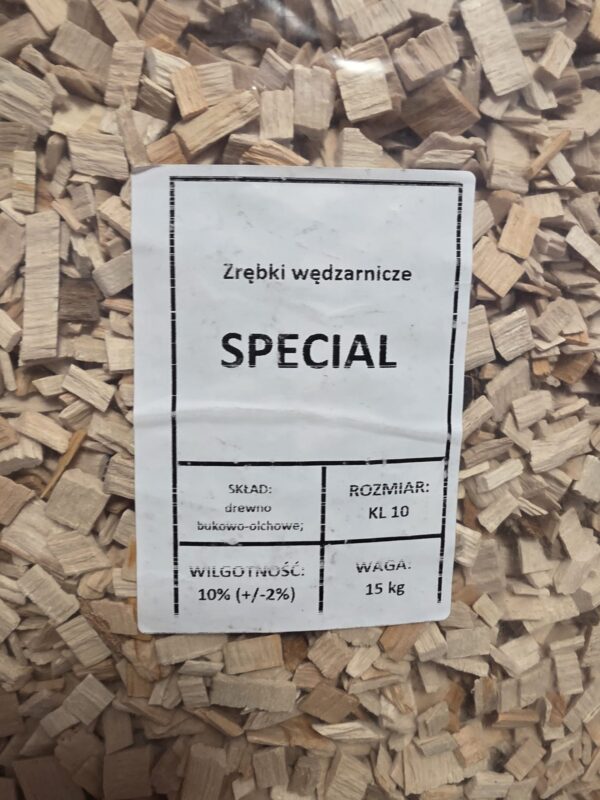 Zrębki wędzarnicze
SPECIAL
SKŁAD:
drewno
bukowo-olchowe;
ROZMIAR:
KL 10
WILGOTNOŚĆ:
10% (+/-2%)
WAGA:
15 kg